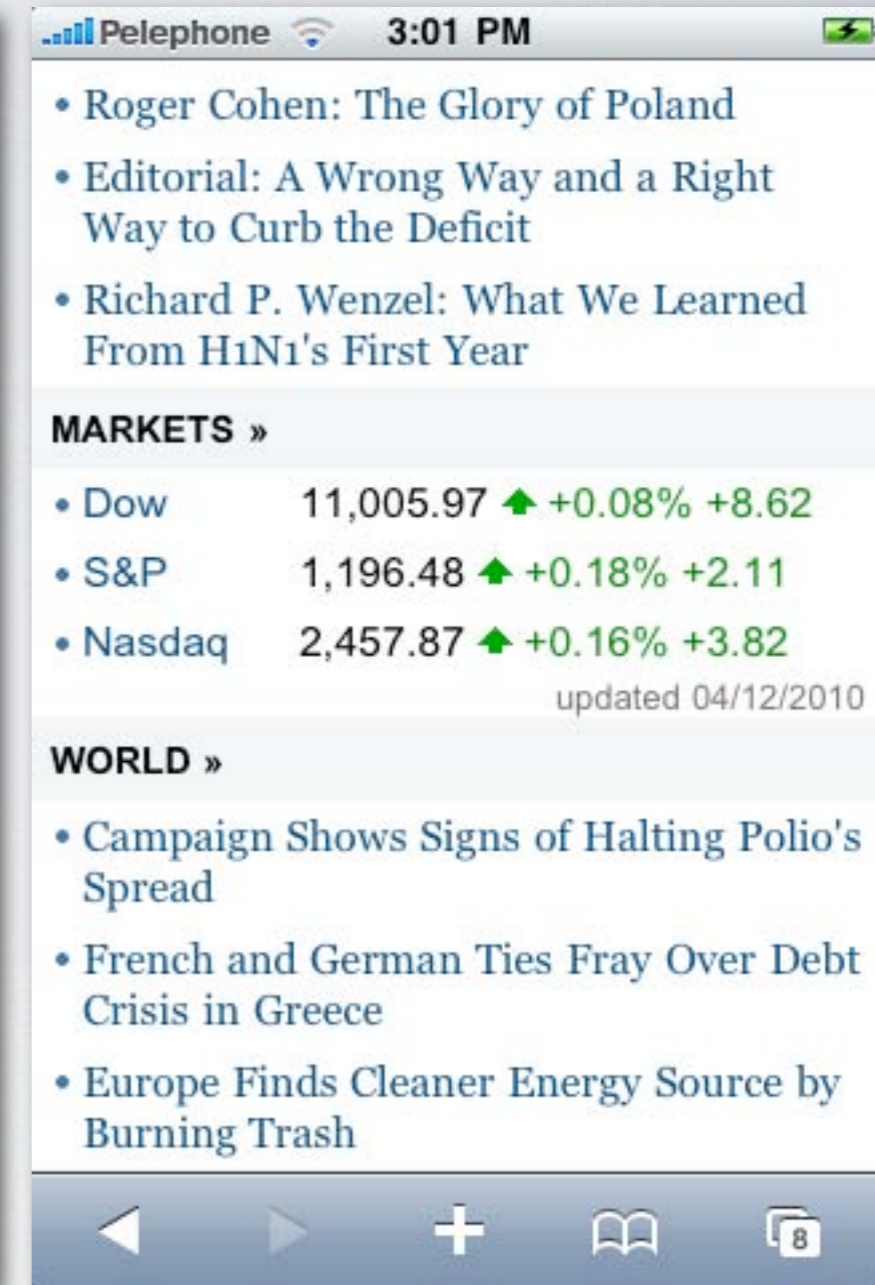 Pelephone 3:01 PM
• Roger Cohen: The Glory of Poland
• Editorial: A Wrong Way and a Right
Way to Curb the Deficit
• Richard P. Wenzel: What We Learned
From H1N1's First Year
MARKETS »
• Dow 11,005.97 +0.08% +8.62
• S&P 1,196.48 +0.18% +2.11
• Nasdaq 2,457.87 +0.16% +3.82
updated 04/12/2010
WORLD »
• Campaign Shows Signs of Halting Polio's
Spread
• French and German Ties Fray Over Debt
Crisis in Greece
• Europe Finds Cleaner Energy Source by
Burning Trash
8